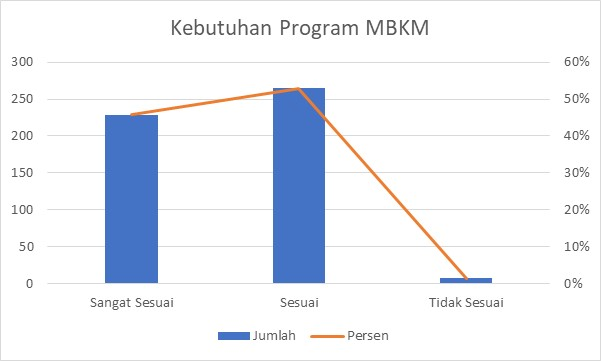 Kebutuhan Program MBKM
300
250
200
150
100
50
0
60%
50%
40%
30%
20%
10%
0%
Sangat Sesuai
Sesuai
Tidak Sesuai
Jumlah
Persen